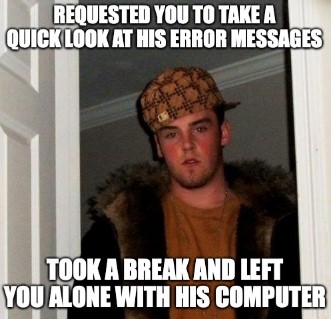 REQUESTED YOU TO TAKE A
QUICK LOOK AT HIS ERROR MESSAGES
TOOK A BREAK AND LEFT
YOU ALONE WITH HIS COMPUTER